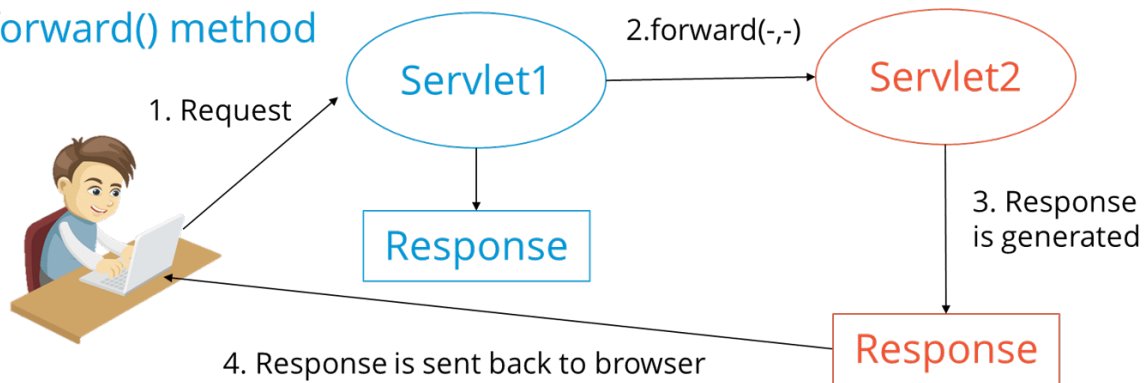 orward() method
2.forward(-,-)
Servlet1
Servlet2
1. Request
3. Response
is generated
Response
Response
4. Response is sent back to browser